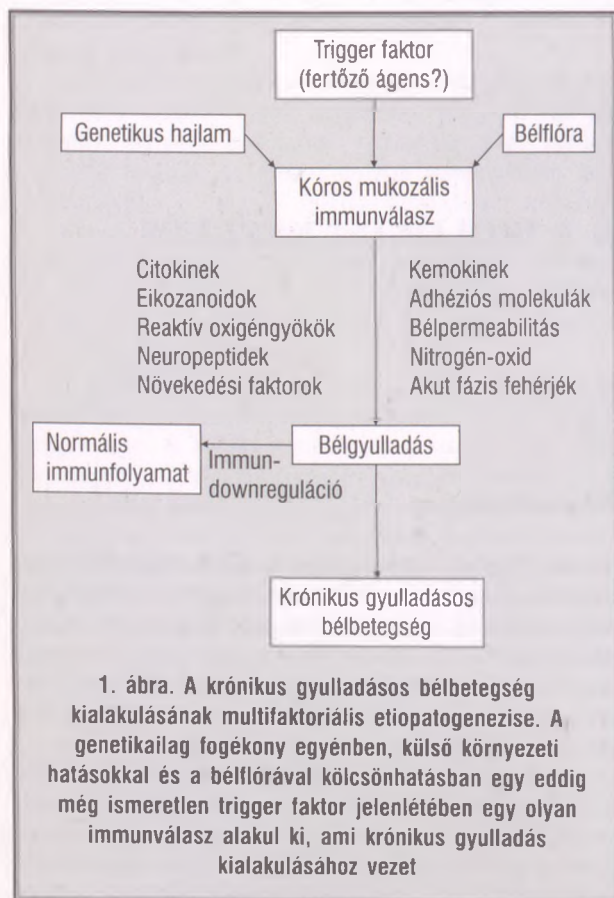 Trigger faktor
(fertőző ágens?)
Genetikus hajlam
Bélflóra
Kóros mukozális
immunválasz
Citokinek
Eikozanoidok
Reaktív oxigéngyökök
Neuropeptidek
Növekedési faktorok
Kemokinek
Adhéziós molekulák
Bélpermeabilitás
Nitrogén-oxid
Akut fázis fehérjék
Normális
immunfolyamat
Immun-
downreguláció
Bélgyulladás
Krónikus gyulladásos
bélbetegség
1. ábra. A krónikus gyulladásos bélbetegség
kialakulásának multifaktoriális etiopatogenezise. A
genetikailag fogékony egyénben, külső környezeti
hatásokkal és a bélflórával kölcsönhatásban egy eddig
még ismeretlen trigger faktor jelenlétében egy olyan
immunválasz alakul ki, ami krónikus gyulladás
kialakulásához vezet